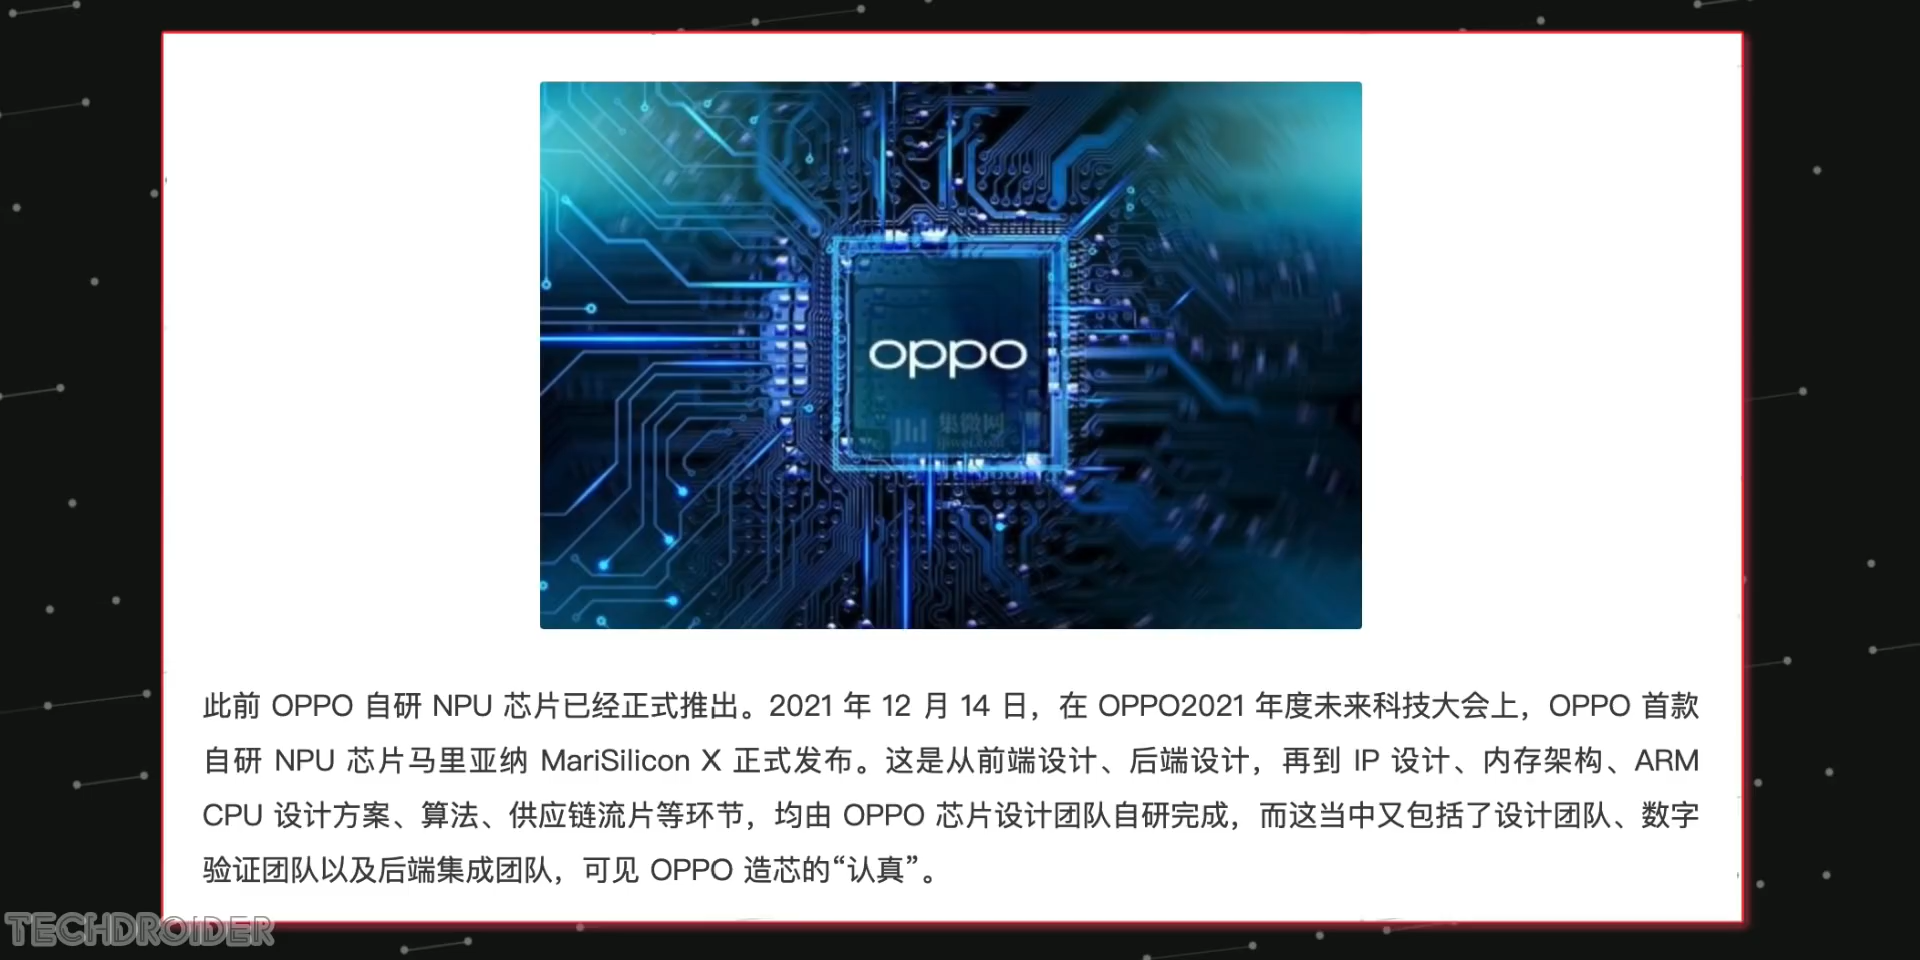 oppo
集微网
此前 OPPO 自研 NPU 芯片已经正式推出。2021 年 12 月 14 日，在 OPPO2021 年度未来科技大会上，OPPO 首款
自研 NPU 芯片马里亚纳 MariSilicon X 正式发布。这是从前端设计、后端设计，再到 IP 设计、内存架构、ARM
CPU 设计方案、算法、供应链流片等环节，均由 OPPO 芯片设计团队自研完成，而这当中又包括了设计团队、数字
验证团队以及后端集成团队，可见 OPPO 造芯的“认真”。
TECHDROIDER